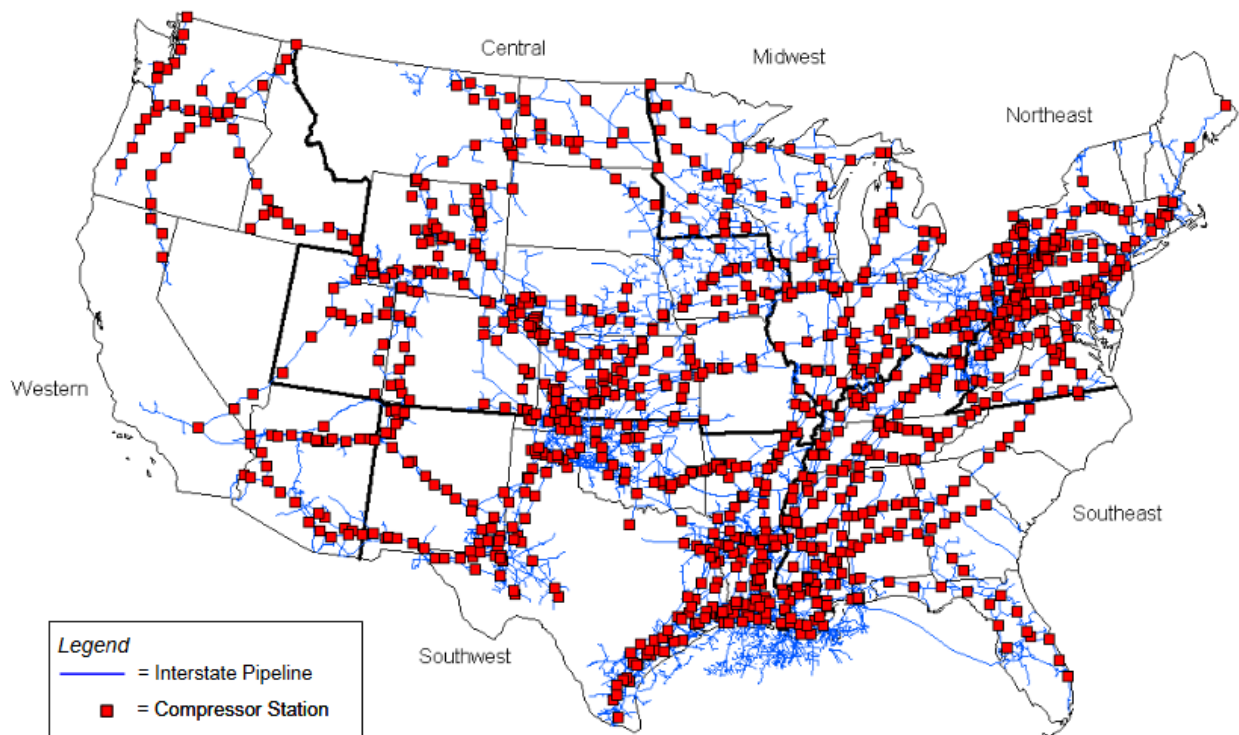 Central
Midwest
Northeast
Western
Southeast
Southwest
Legend
= Interstate Pipeline
= Compressor Station